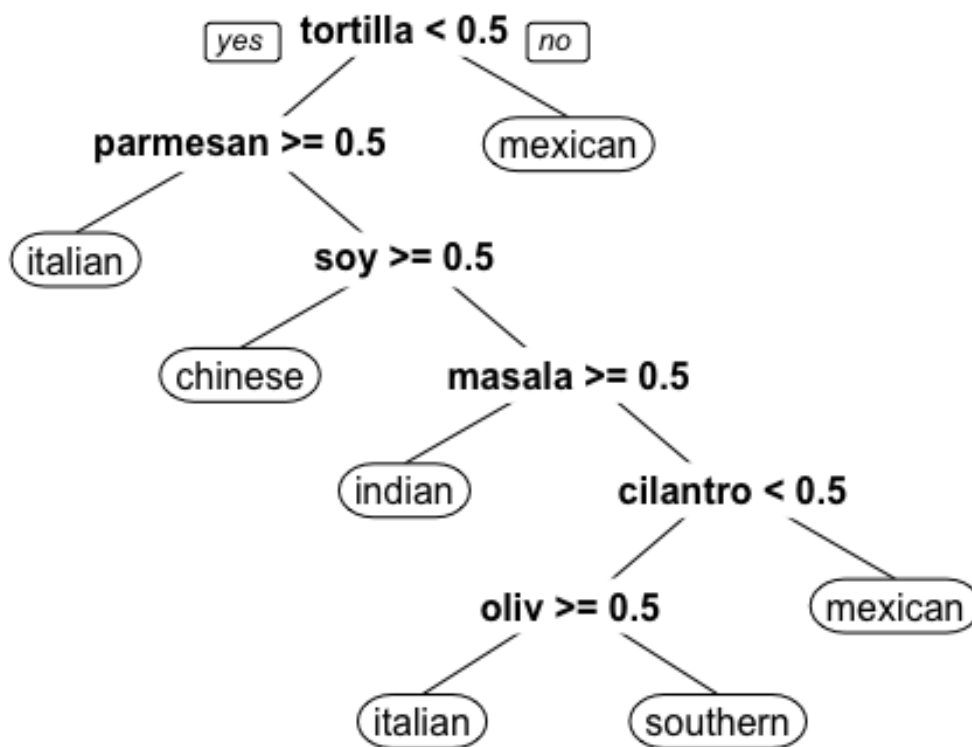 yes tortilla < 0.5 no
parmesan >= 0.5 mexican
italian soy >= 0.5
chinese masala >= 0.5
indian cilantro < 0.5
oliv >= 0.5 mexican
italian southern